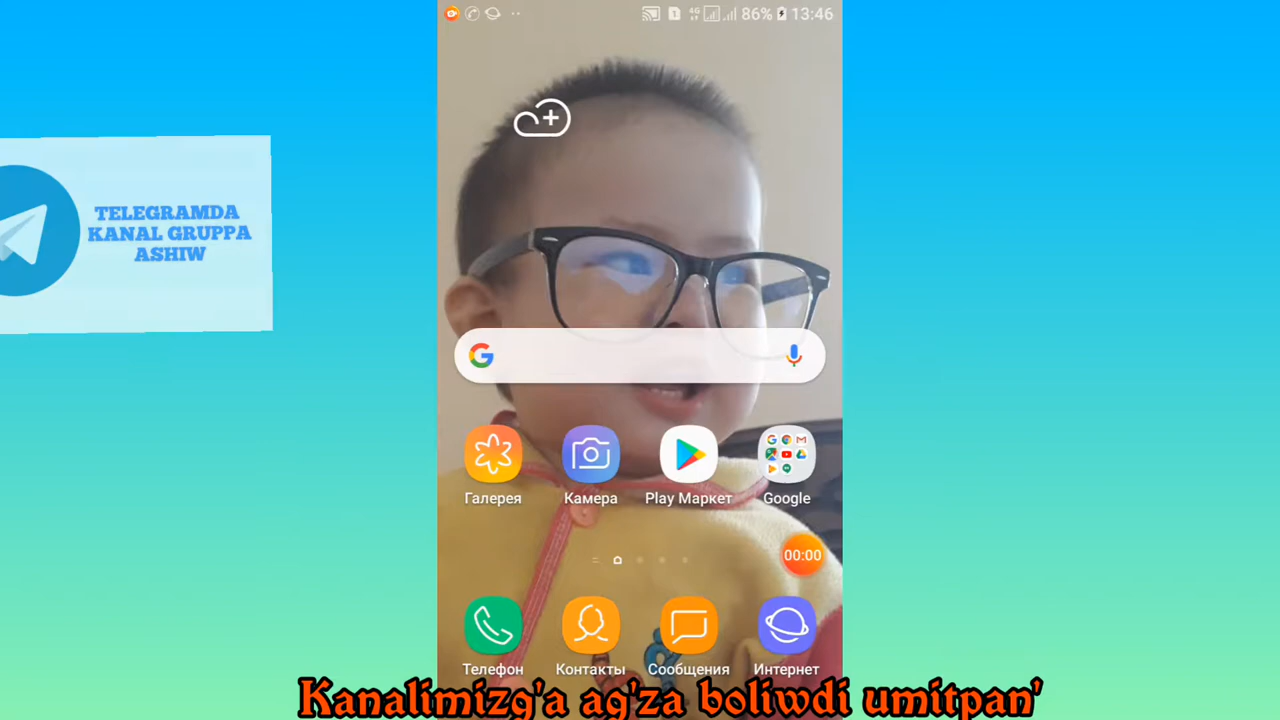 86% 13:46
TELEGRAMDA
KANAL GRUPPA
ASHIW
Галерея
Камера
Play Маркет
Google
00:00
Телефон
Контакты
Сообщения
Интернет
Kanalimizg'a ag'za boliwdi umitpan'